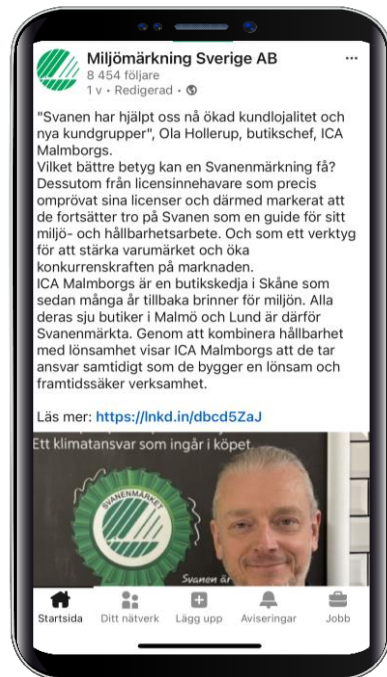 Miljömärkning Sverige AB
8 454 följare
1 v • Redigerad •
"Svanen har hjälpt oss nå ökad kundlojalitet och
nya kundgrupper", Ola Hollerup, butikschef, ICA
Malmborgs.
Vilket bättre betyg kan en Svanenmärkning få?
Dessutom från licensinnehavare som precis
omprövat sina licenser och därmed markerat att
de fortsätter tro på Svanen som en guide för sitt
miljö- och hållbarhetsarbete. Och som ett verktyg
för att stärka varumärket och öka
konkurrenskraften på marknaden.
ICA Malmborgs är en butikskedja i Skåne som
sedan många år tillbaka brinner för miljön. Alla
deras sju butiker i Malmö och Lund är därför
Svanenmärkta. Genom att kombinera hållbarhet
med lönsamhet visar ICA Malmborgs att de tar
ansvar samtidigt som de bygger en lönsam och
framtidssäker verksamhet.
Läs mer: https://lnkd.in/dbcd5ZaJ
Ett klimatansvar som ingår i köpet.
SVANENMÄRKET
Svanen är
Startsida Ditt nätverk Lägg upp Aviseringar Jobb